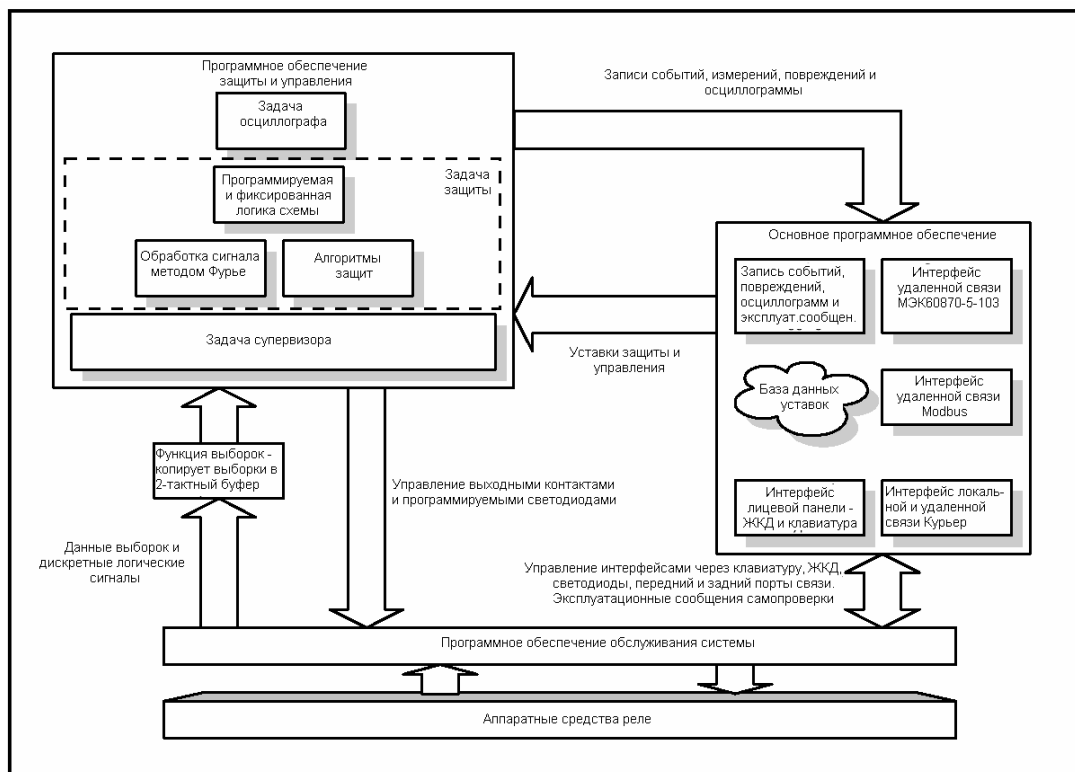 Программное обеспечение
защиты и управления
Задача
осциллографа
Задача
защиты
Программируемая
и фиксированная
логика схемы
Обработка сигнала
методом Фурье
Алгоритмы
защит
Задача супервизора
Записи событий, измерений, повреждений и
осциллограммы
Основное программное обеспечение
Запись событий,
повреждений,
осциллограмм и
эксплуат.сообщен.
Интерфейс
удаленной связи
МЭК60870-5-103
Уставки защиты и
управления
База данных
уставок
Интерфейс
удаленной связи
Modbus
Интерфейс
лицевой панели -
ЖКД и клавиатура
Интерфейс локаль-
ной и удаленной
связи Курьер
Функция выборок -
копирует выборки в
2-тактный буфер
Управление выходными контактами
и программируемыми светодиодами
Данные выборок и
дискретные логические
сигналы
Управление интерфейсами через клавиатуру, ЖКД,
светодиоды, передний и задний порты связи.
Эксплуатационные сообщения самопроверки
Программное обеспечение обслуживания системы
Аппаратные средства реле